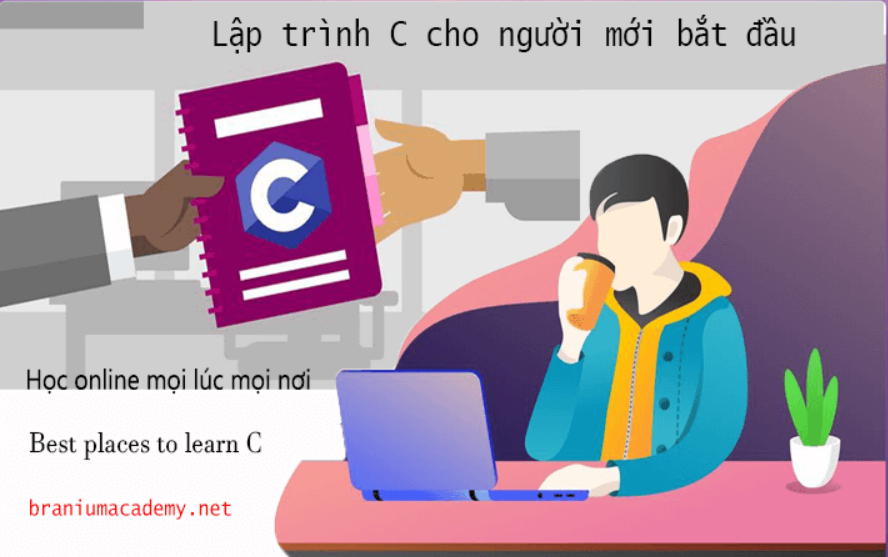 Lập trình C cho người mới bắt đầu
C
Học online mọi lúc mọi nơi
Best places to learn C
braniumacademy.net